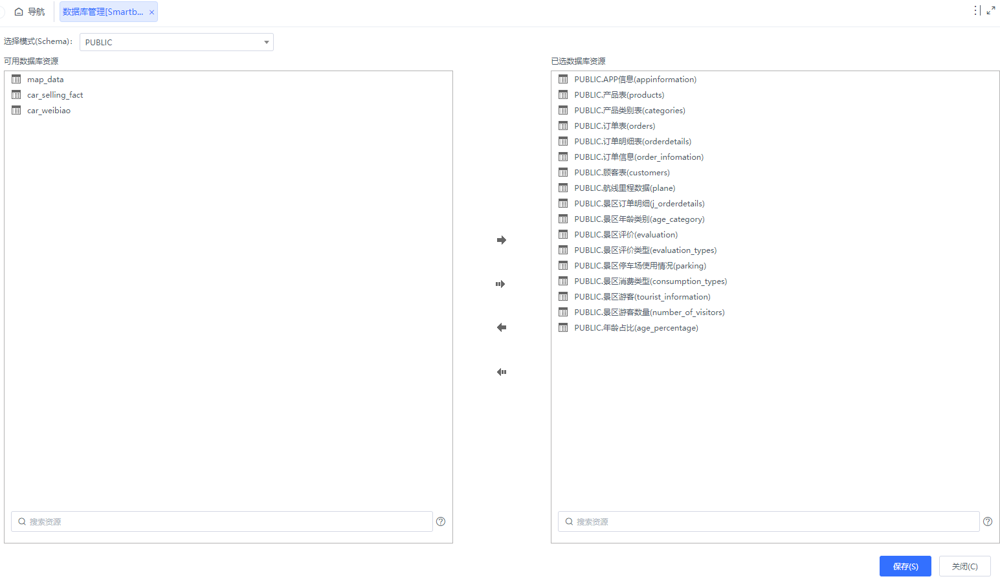 导航
数据库管理[Smartb...
选择模式(Schema):
PUBLIC
可用数据库资源
map_data
car_selling_fact
car_weibiao
搜索资源
已选数据库资源
PUBLIC.APP信息(appinformation)
PUBLIC.产品表(products)
PUBLIC.产品类别表(categories)
PUBLIC.订单表(orders)
PUBLIC.订单明细表(orderdetails)
PUBLIC.订单信息(order_infomation)
PUBLIC.顾客表(customers)
PUBLIC.航线里程数据(plane)
PUBLIC.景区订单明细(j_orderdetails)
PUBLIC.景区年龄类别(age_category)
PUBLIC.景区评价(evaluation)
PUBLIC.景区评价类型(evaluation_types)
PUBLIC.景区停车场使用情况(parking)
PUBLIC.景区消费类型(consumption_types)
PUBLIC.景区游客(tourist_information)
PUBLIC.景区游客数量(number_of_visitors)
PUBLIC.年龄占比(age_percentage)
搜索资源
保存(S)
关闭(C)